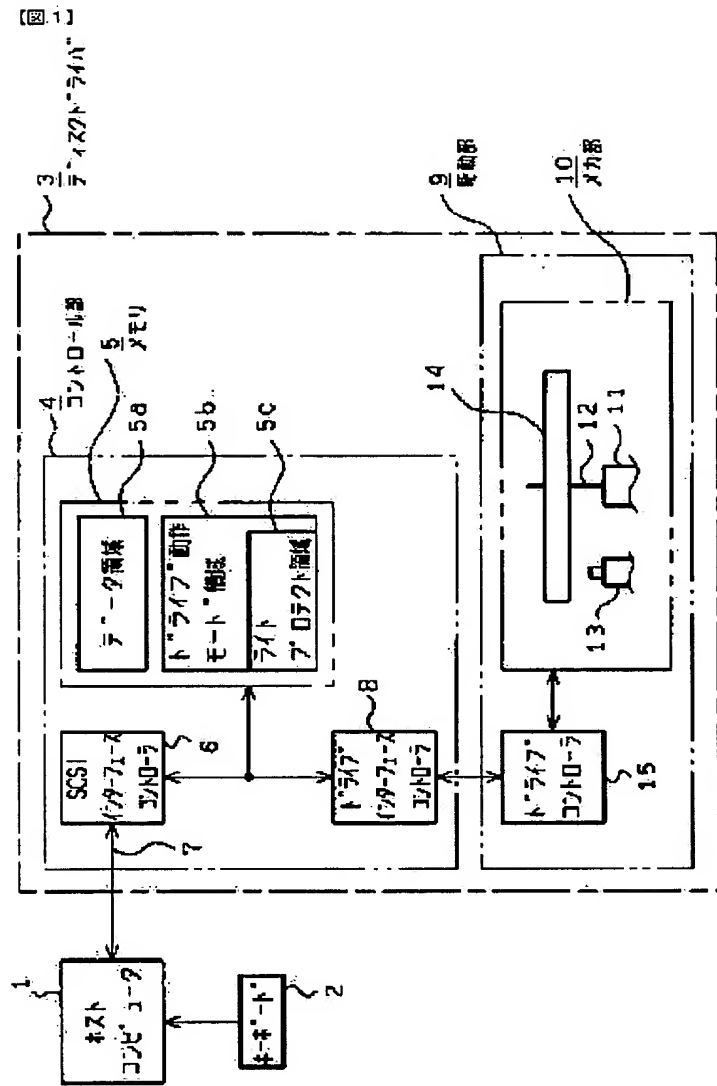 【図1】
3
ディスクドライバ
4
コントロール部
5
メモリ
5a
データ領域
5b
ドライブ動作
モード領域
5c
ライト
プロテクト領域
SCSI
インターフェース
コントローラ
6
7
ドライブ
インターフェース
コントローラ
8
1
ホスト
コンピュータ
キーボード
2
9
駆動部
10
メカ部
14
12
11
13
ドライブ
コントローラ
15